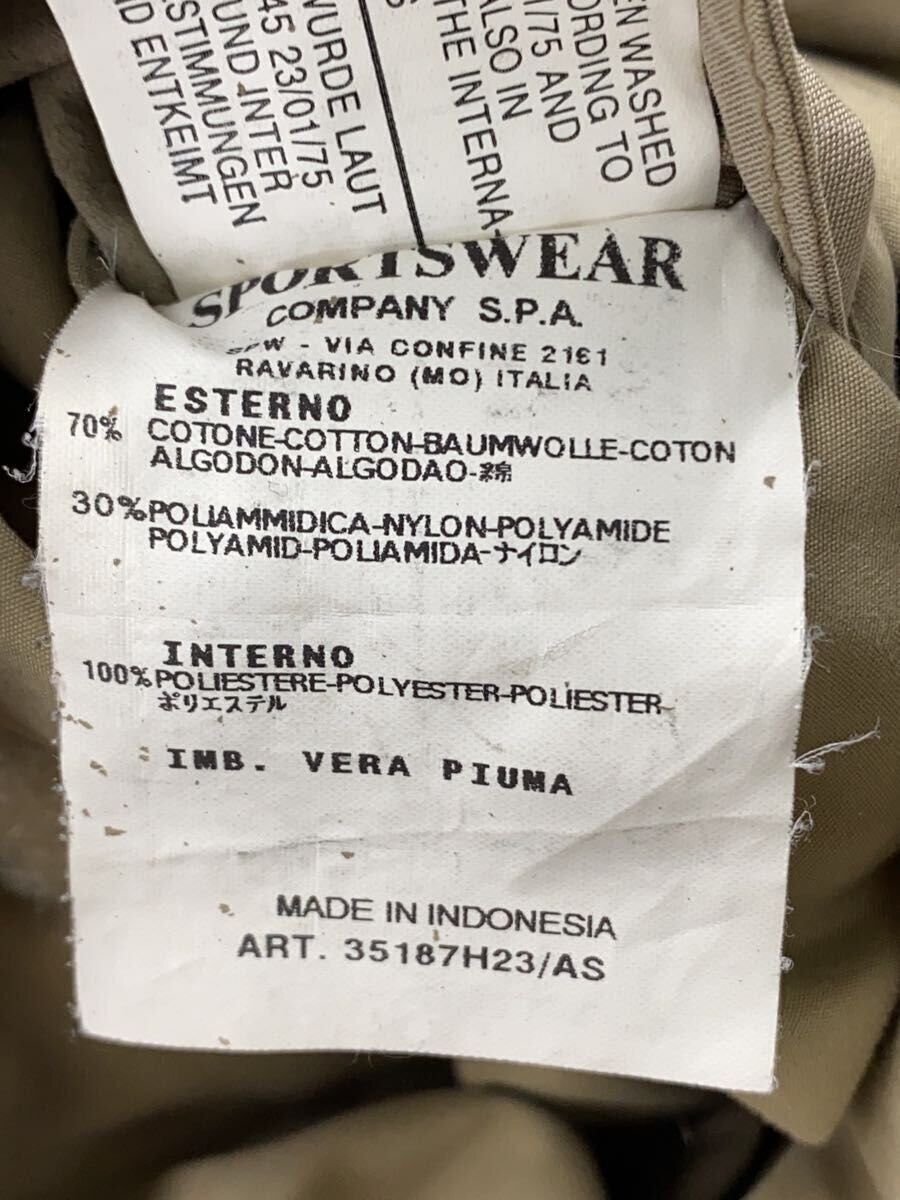 WURDE LAUT
45 23/01/75
UND INTER
ESTIMMUNGEN
ND ENTKEIMT
EN WASHED
ORDING TO
1/75 AND
ALSO IN
THE INTERNA-
SPORTSWEAR
COMPANY S.P.A.
SPW - VIA CONFINE 2161
RAVARINO (MO) ITALIA
ESTERNO
70% COTONE-COTTON-BAUMWOLLE-COTON
ALGODON-ALGODAO-綿
30% POLIAMMIDICA-NYLON-POLYAMIDE
POLYAMID-POLIAMIDA-ナイロン
INTERNO
100% POLIESTERE-POLYESTER-POLIESTER-
ポリエステル
IMB. VERA PIUMA
MADE IN INDONESIA
ART. 35187H23/AS